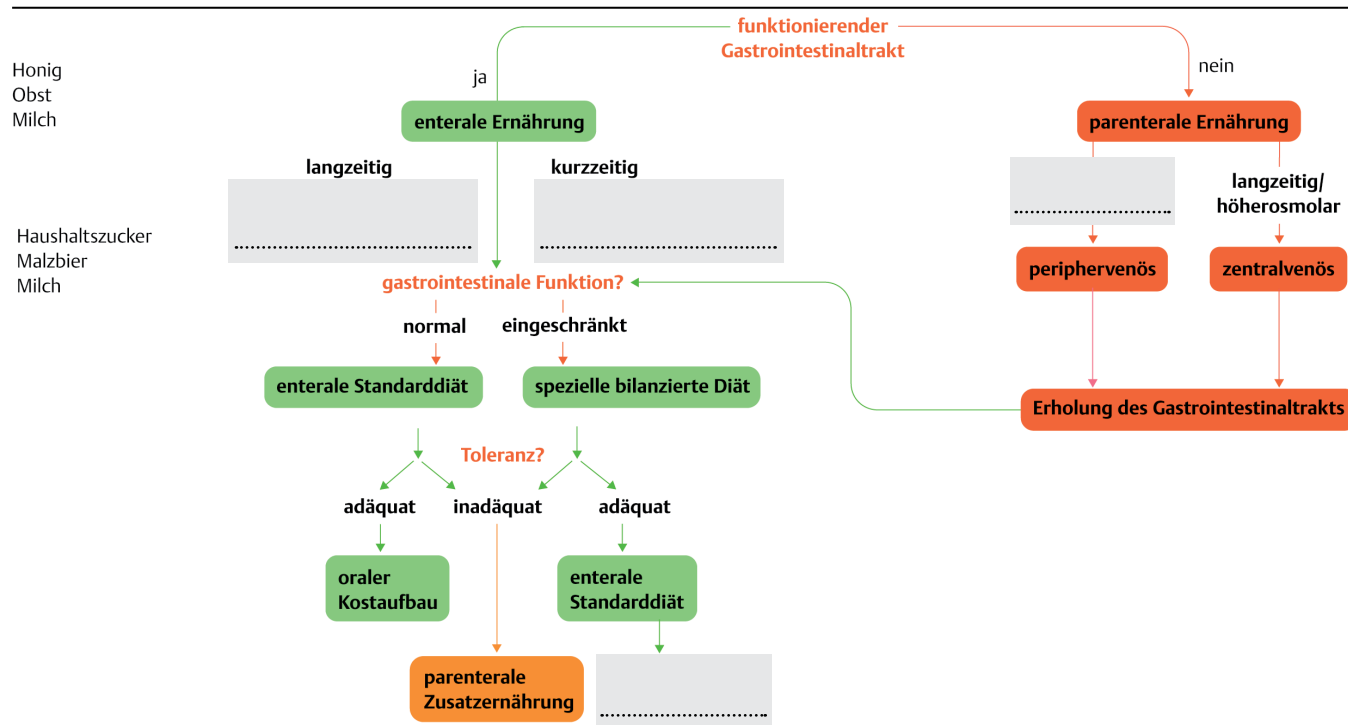 funktionierender
Gastrointestinaltrakt
Honig
Obst
Milch
ja
nein
enterale Ernährung
parenterale Ernährung
langzeitig
kurzzeitig
langzeitig/
höherosmolar
Haushaltszucker
Malzbier
Milch
periphervenös
zentralvenös
gastrointestinale Funktion?
normal
eingeschränkt
enterale Standarddiät
spezielle bilanzierte Diät
Erholung des Gastrointestinaltrakts
Toleranz?
adäquat
inadäquat
adäquat
oraler
Kostaufbau
enterale
Standarddiät
parenterale
Zusatzernährung